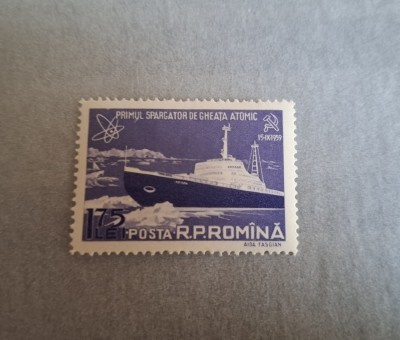 PRIMUL SPARGATOR DE GHEATA ATOMIC
15-IX-1959
1.75
LEI POSTA R.P.ROMÎNA
AIDA TASGIAN